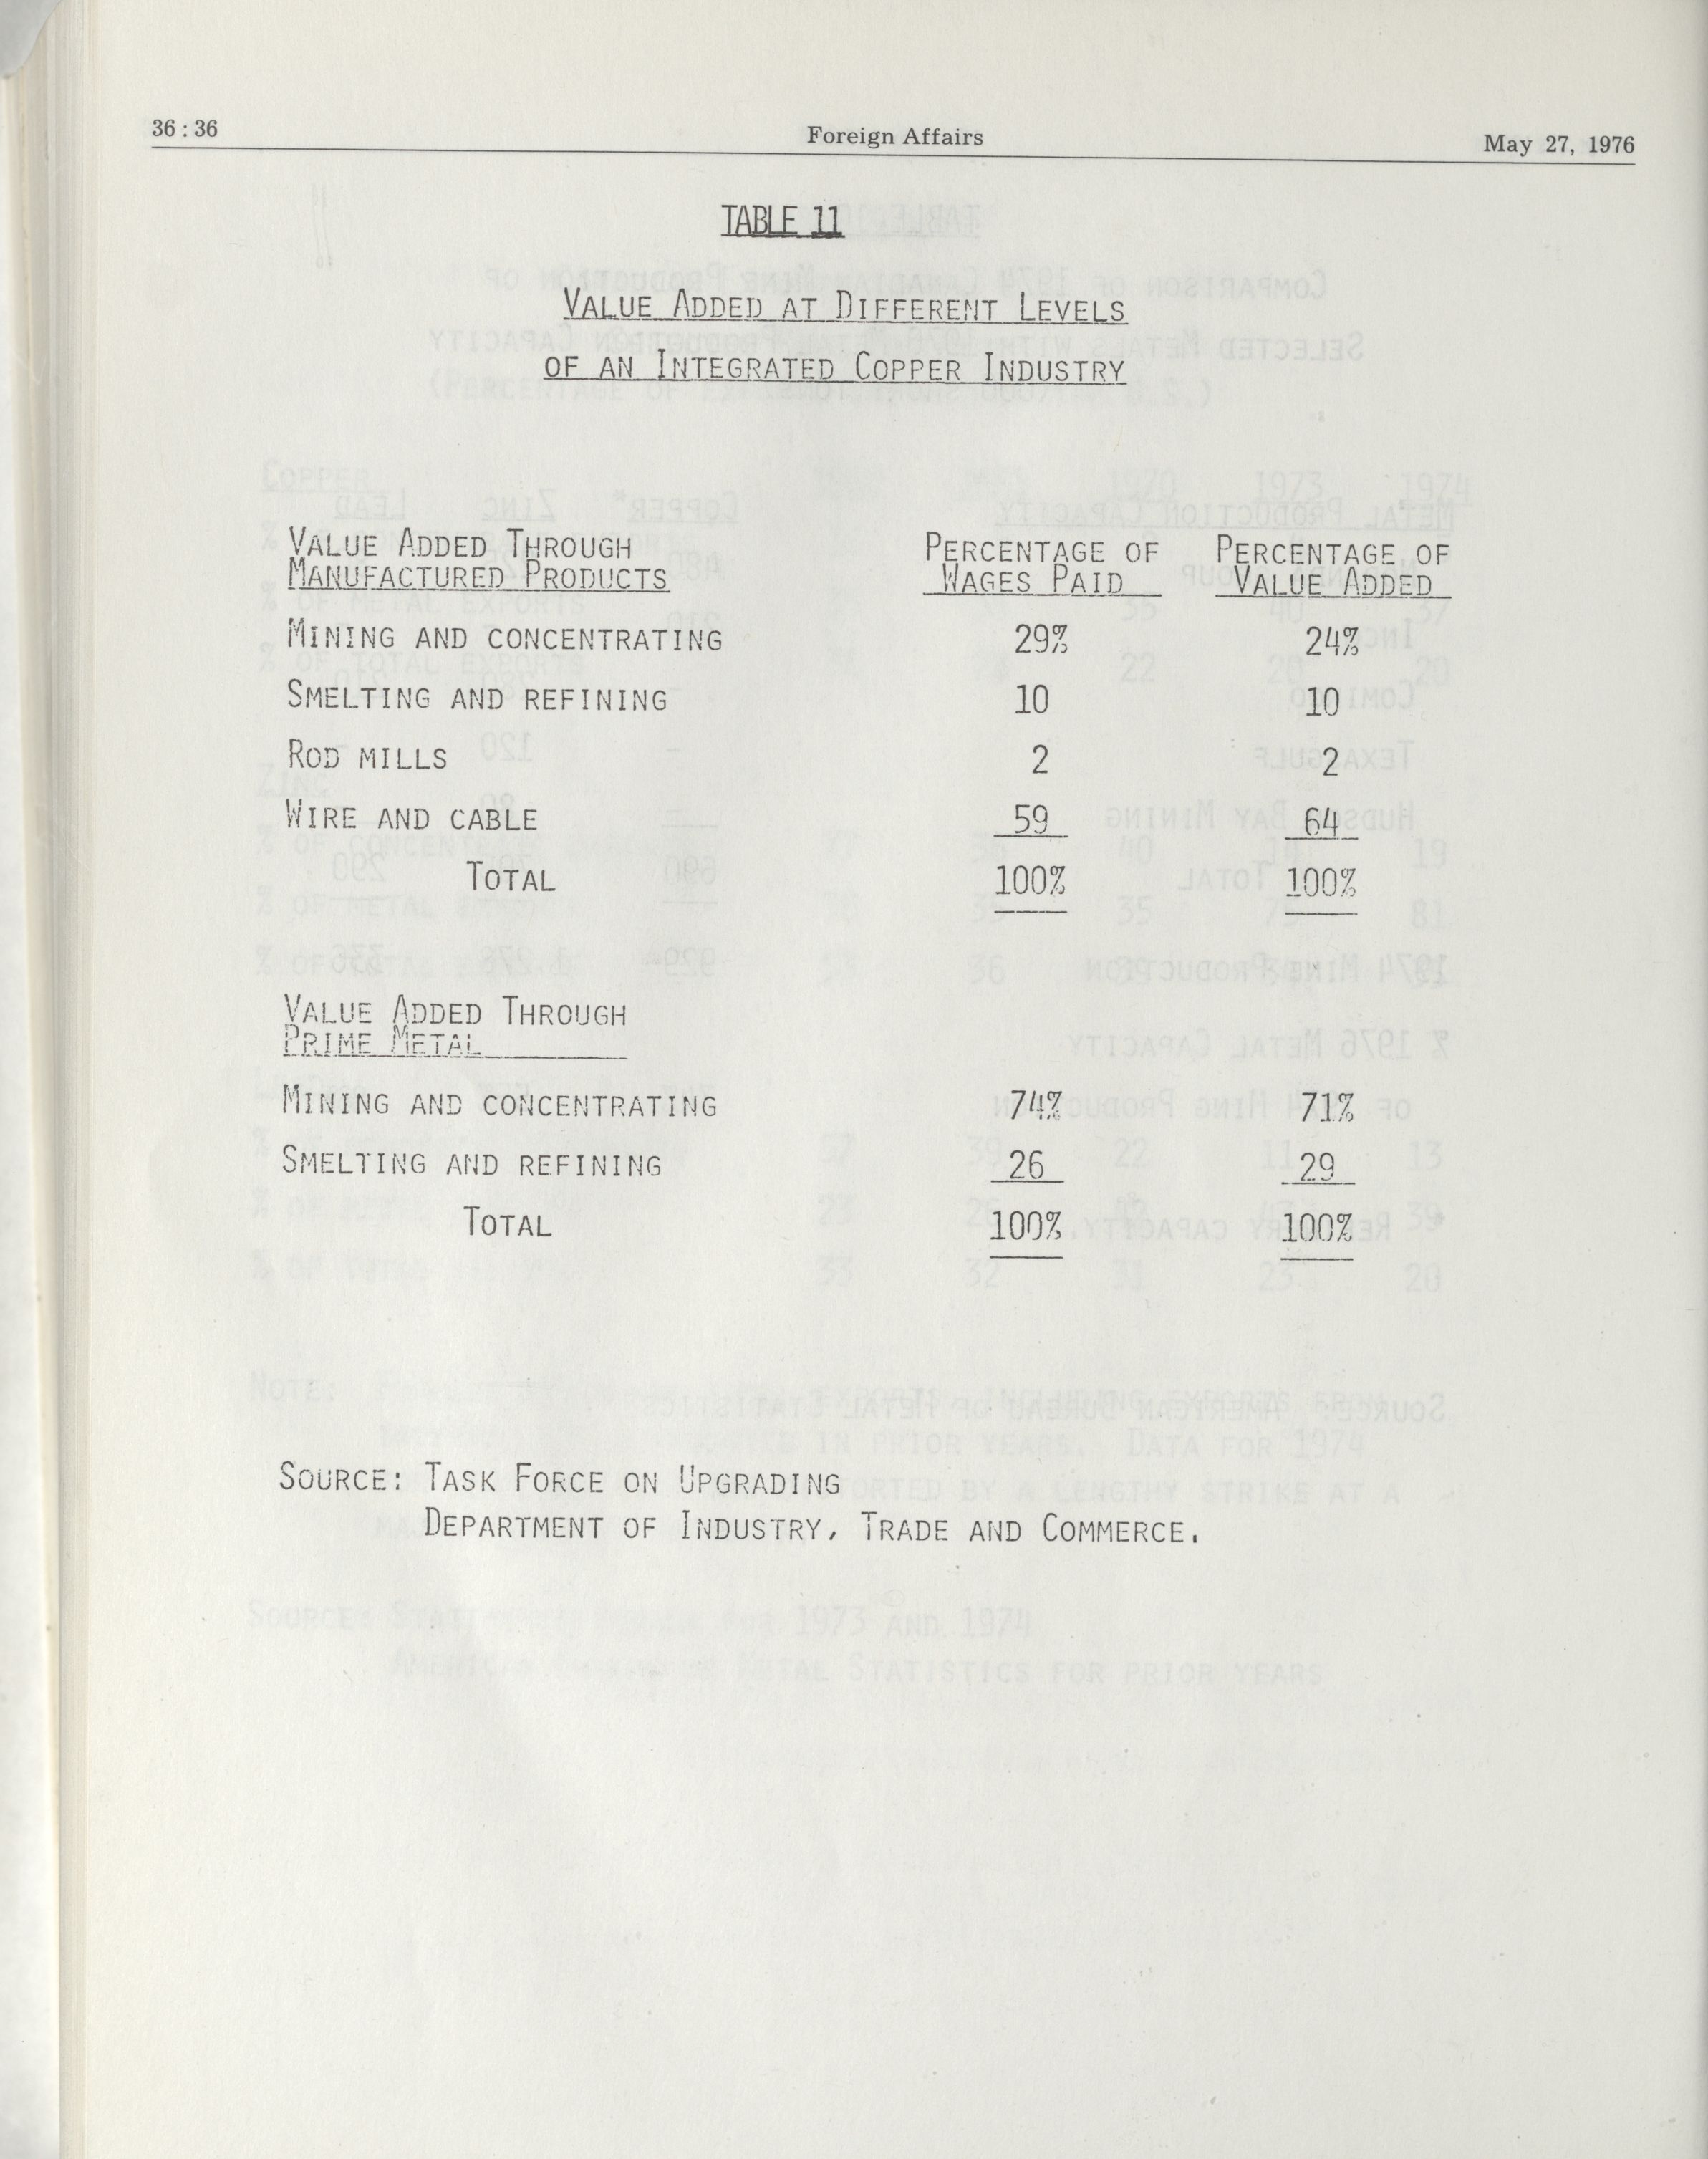 36 : 36 Foreign Affairs May 27, 1976
TABLE 11
VALUE ADDED AT DIFFERENT LEVELS
OF AN INTEGRATED COPPER INDUSTRY
VALUE ADDED THROUGH PERCENTAGE OF PERCENTAGE OF
MANUFACTURED PRODUCTS WAGES PAID VALUE ADDED
MINING AND CONCENTRATING 29% 24%
SMELTING AND REFINING 10 10
ROD MILLS 2 2
WIRE AND CABLE 59 64
TOTAL 100% 100%
VALUE ADDED THROUGH
PRIME METAL
MINING AND CONCENTRATING 74% 71%
SMELTING AND REFINING 26 29
TOTAL 100% 100%
SOURCE: TASK FORCE ON UPGRADING
DEPARTMENT OF INDUSTRY, TRADE AND COMMERCE.